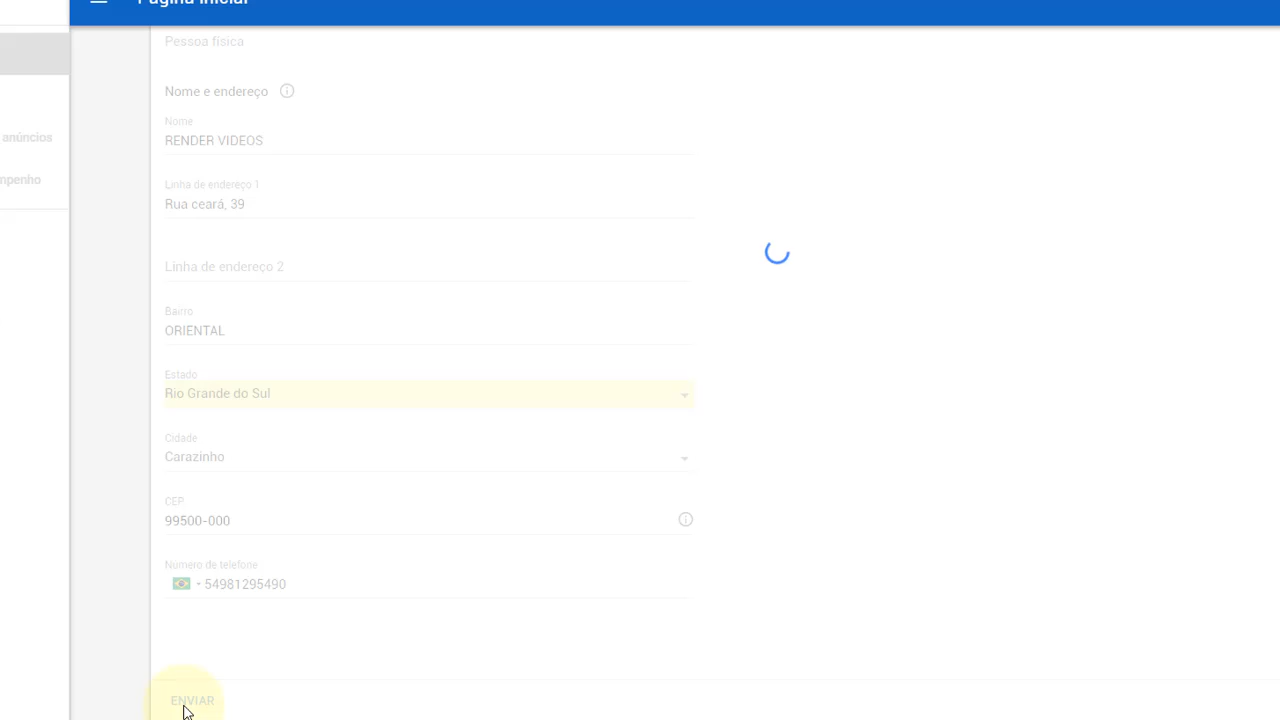 Página inicial
Pessoa física
anúncios
mpenho
Nome e endereço
Nome
RENDER VIDEOS
Linha de endereço 1
Rua ceará, 39
Linha de endereço 2
Bairro
ORIENTAL
Estado
Rio Grande do Sul
Cidade
Carazinho
CEP
99500-000
Número de telefone
54981295490
ENVIAR